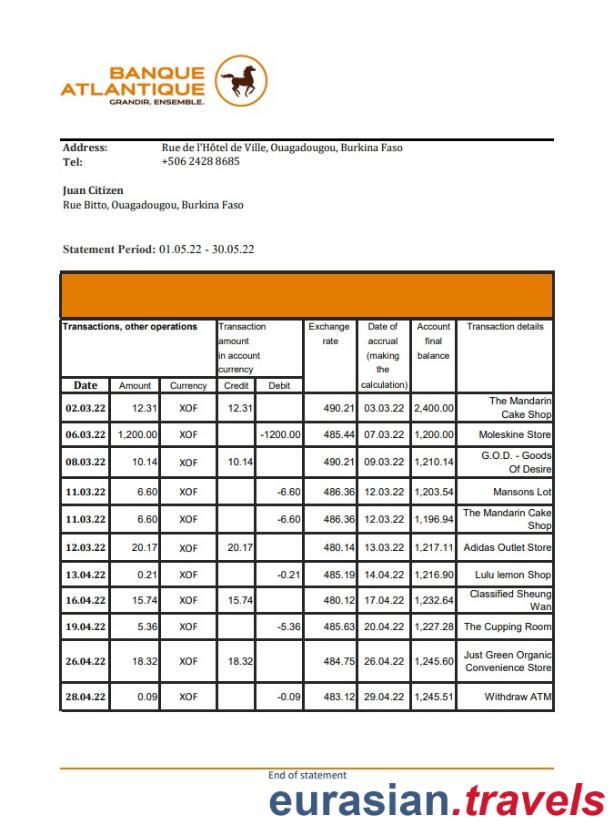 BANQUE
ATLANTIQUE
GRANDIR. ENSEMBLE.
Address: Rue de l'Hôtel de Ville, Ouagadougou, Burkina Faso
Tel: +506 2428 8685
Juan Citizen
Rue Bitto, Ouagadougou, Burkina Faso
Statement Period: 01.05.22 - 30.05.22
Transactions, other operations
Transaction
amount
in account
currency
Exchange
rate
Date of
accrual
(making
the
calculation)
Account
final
balance
Transaction details
Date Amount Currency Credit Debit
02.03.22 12.31 XOF 12.31 490.21 03.03.22 2,400.00 The Mandarin
Cake Shop
06.03.22 1,200.00 XOF -1200.00 485.44 07.03.22 1,200.00 Moleskine Store
08.03.22 10.14 XOF 10.14 490.21 09.03.22 1,210.14 G.O.D. - Goods
Of Desire
11.03.22 6.60 XOF -6.60 486.36 12.03.22 1,203.54 Mansons Lot
11.03.22 6.60 XOF -6.60 486.36 12.03.22 1,196.94 The Mandarin Cake
Shop
12.03.22 20.17 XOF 20.17 480.14 13.03.22 1,217.11 Adidas Outlet Store
13.04.22 0.21 XOF -0.21 485.19 14.04.22 1,216.90 Lulu lemon Shop
16.04.22 15.74 XOF 15.74 480.12 17.04.22 1,232.64 Classified Sheung
Wan
19.04.22 5.36 XOF -5.36 485.63 20.04.22 1,227.28 The Cupping Room
26.04.22 18.32 XOF 18.32 484.75 26.04.22 1,245.60 Just Green Organic
Convenience Store
28.04.22 0.09 XOF -0.09 483.12 29.04.22 1,245.51 Withdraw ATM
End of statement
eurasian.travels